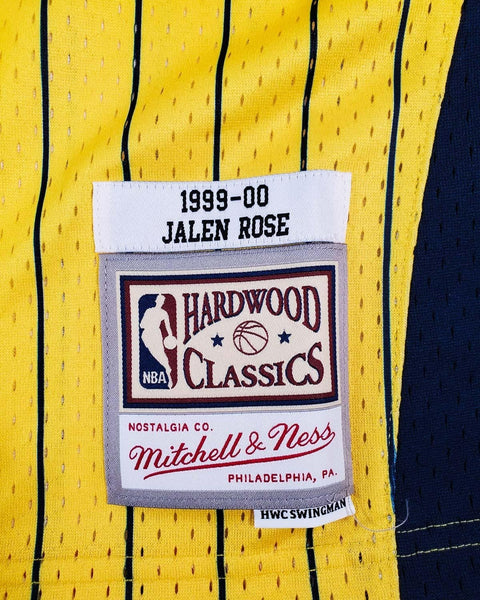 1999-00
JALEN ROSE
HARDWOOD
CLASSICS
NBA
NOSTALGIA CO.
Mitchell & Ness
PHILADELPHIA, PA.
HWC SWINGMAN